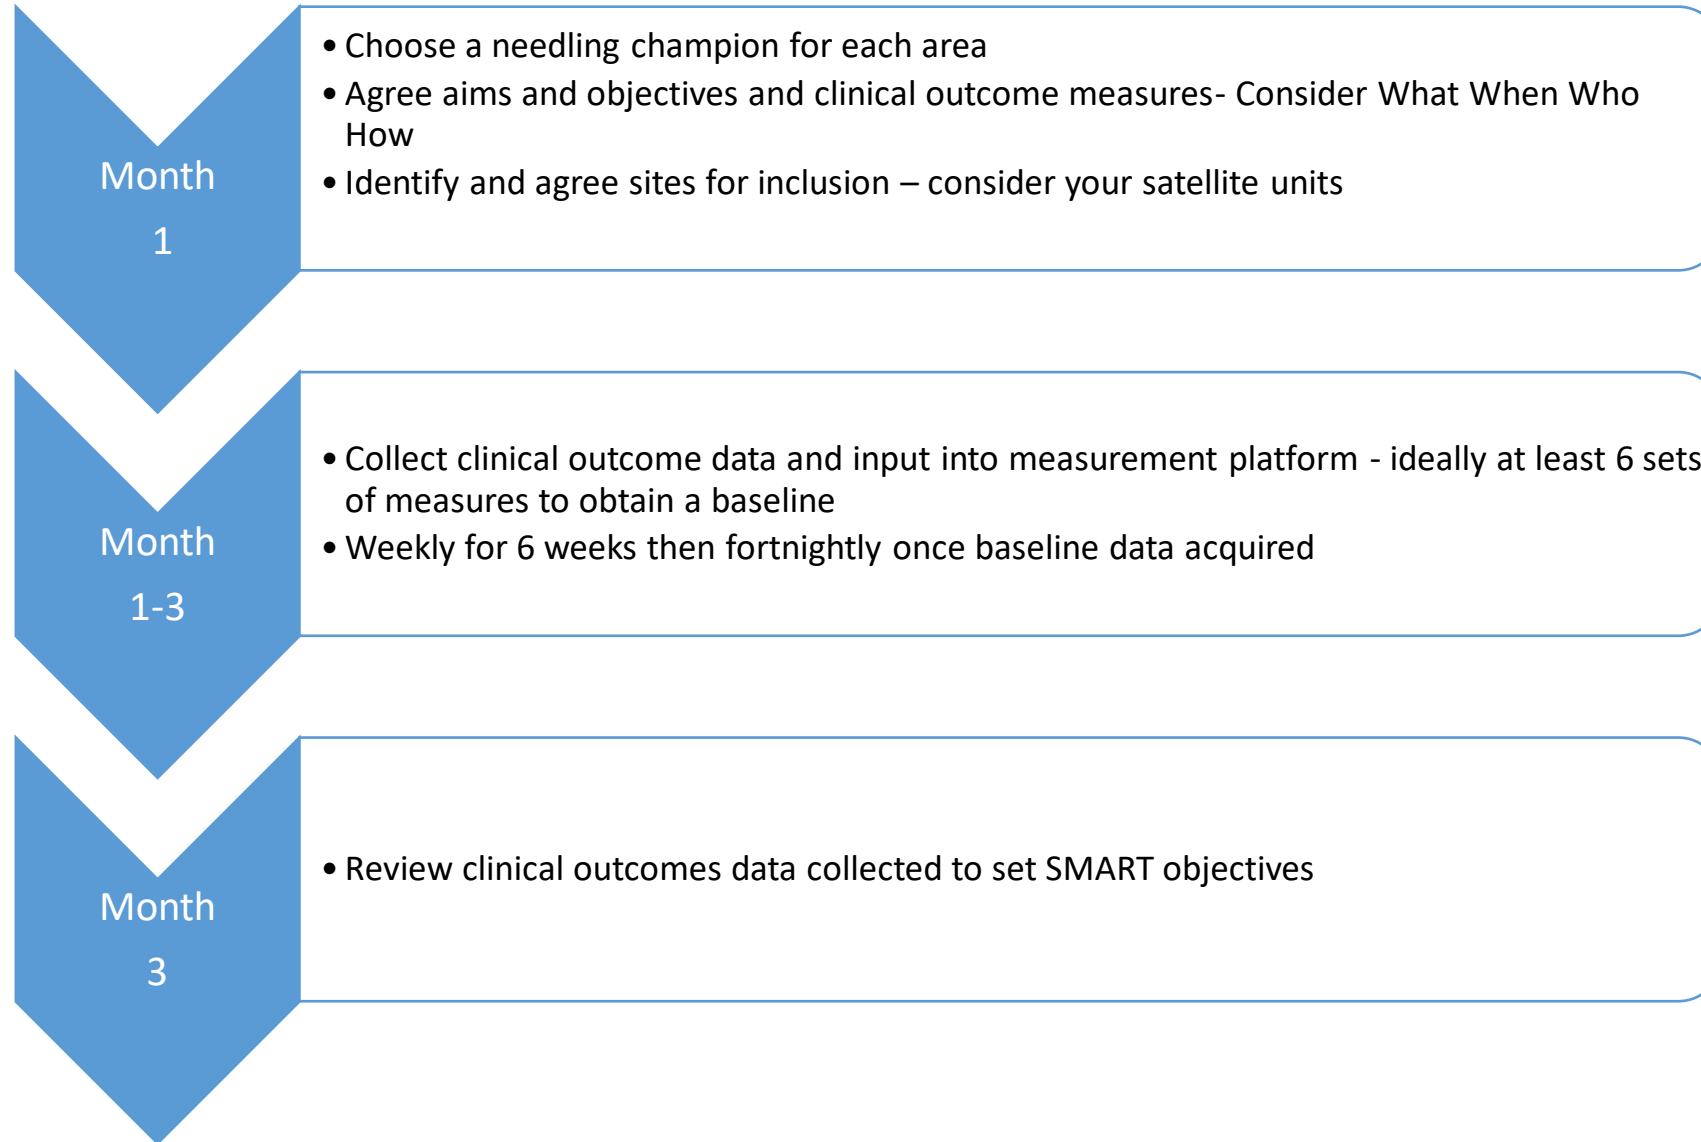 Month
1
• Choose a needling champion for each area
• Agree aims and objectives and clinical outcome measures- Consider What When Who
How
• Identify and agree sites for inclusion – consider your satellite units
Month
1-3
• Collect clinical outcome data and input into measurement platform - ideally at least 6 sets
of measures to obtain a baseline
• Weekly for 6 weeks then fortnightly once baseline data acquired
Month
3
• Review clinical outcomes data collected to set SMART objectives